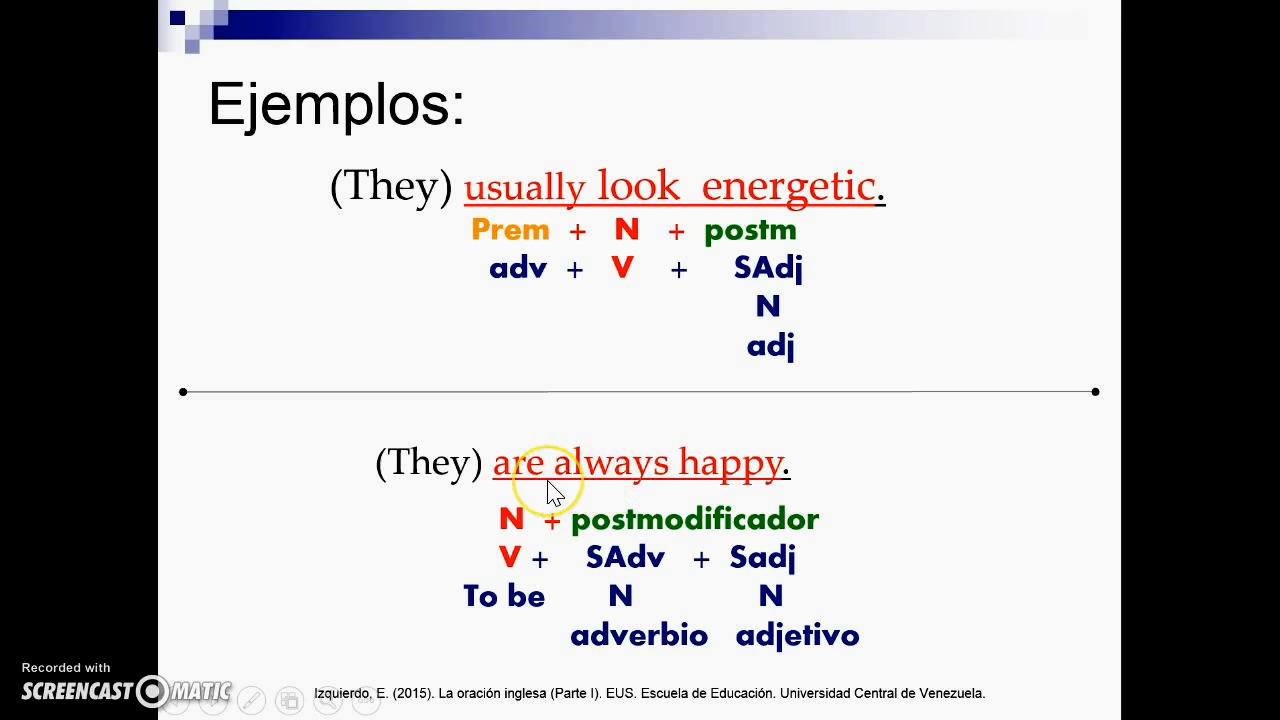 Ejemplos:
(They) usually look energetic.
Prem + N + postm
adv + V + SAdj
N
adj
(They) are always happy.
N + postmodificador
V + SAdv + Sadj
To be N N
adverbio adjetivo
Recorded with
SCREENCAST MATIC
Izquierdo, E. (2015). La oración inglesa (Parte I). EUS. Escuela de Educación. Universidad Central de Venezuela.